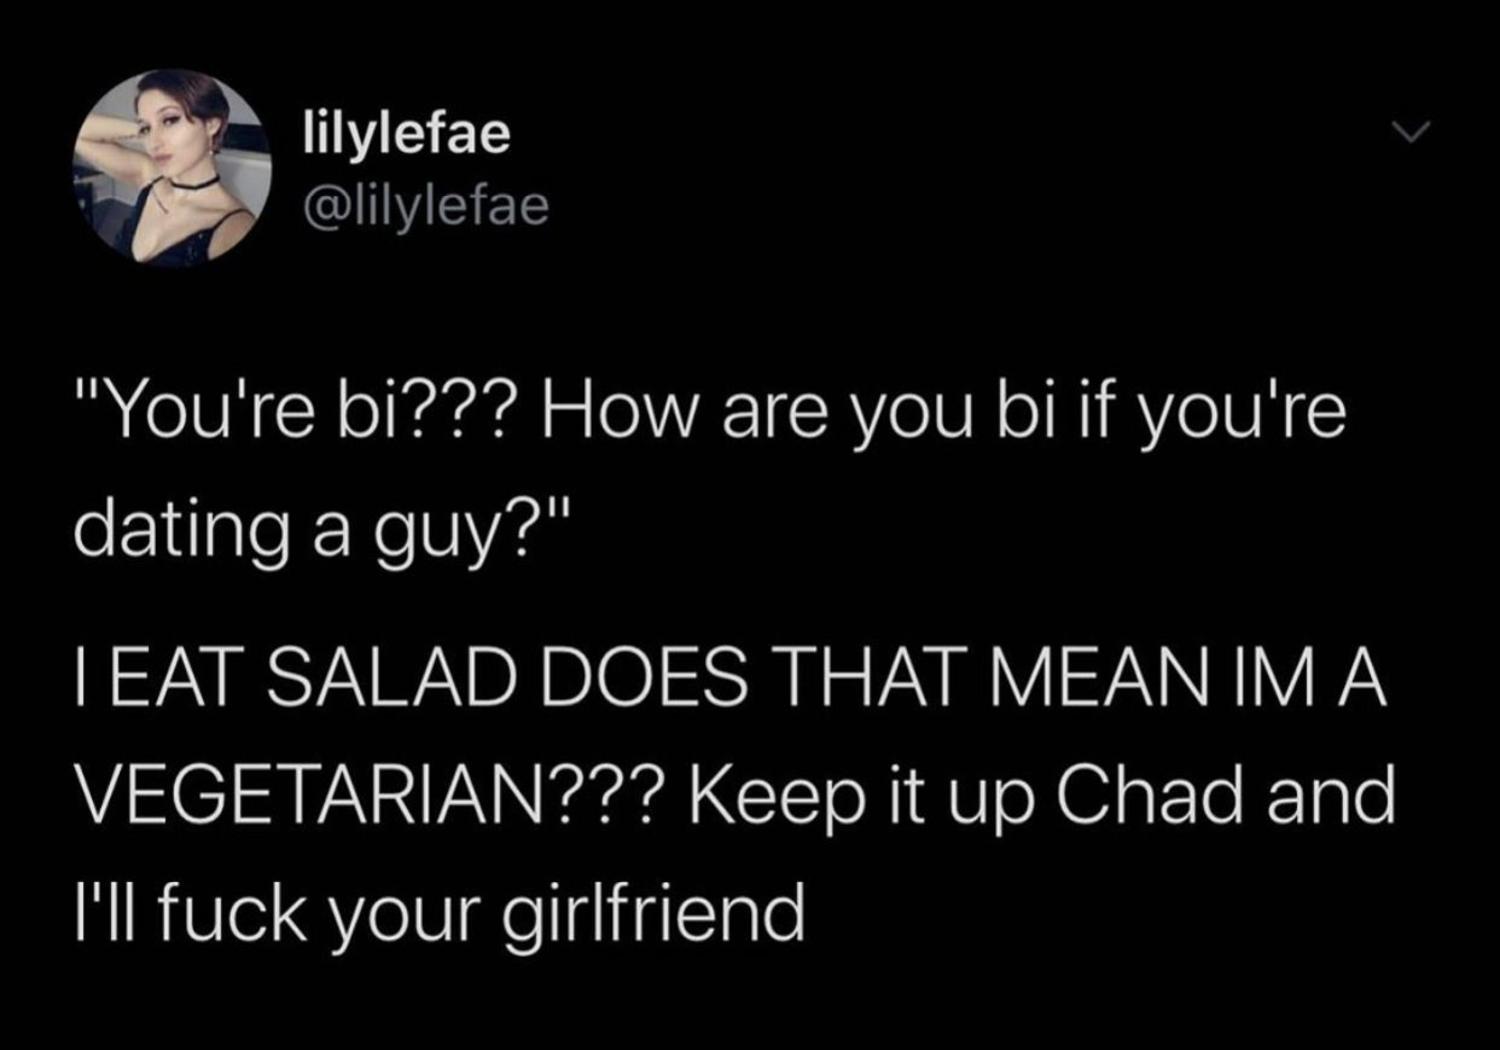 lilylefae
@lilylefae
"You're bi??? How are you bi if you're
dating a guy?"
I EAT SALAD DOES THAT MEAN IM A
VEGETARIAN??? Keep it up Chad and
I'll fuck your girlfriend